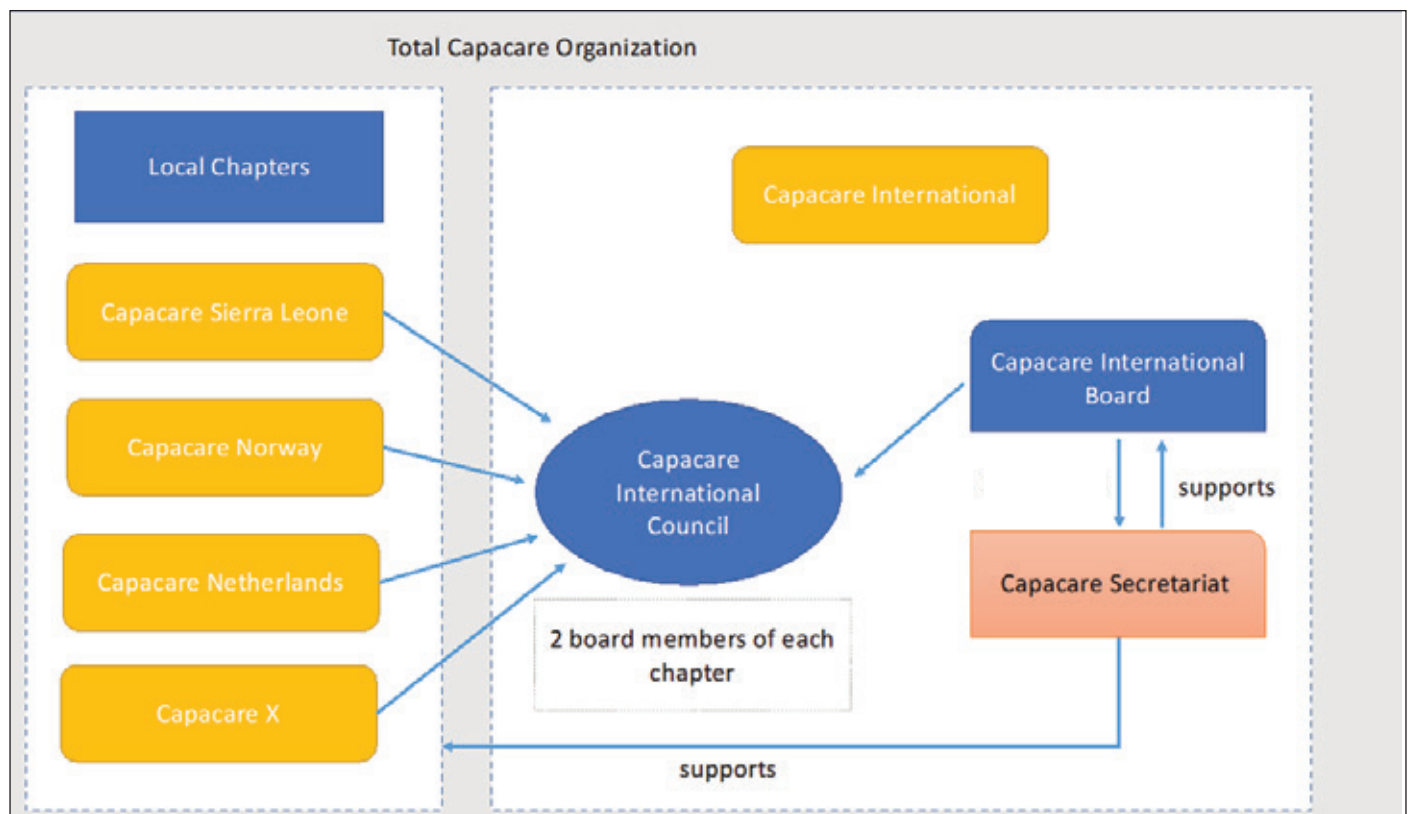 Total Capacare Organization
Local Chapters
Capacare Sierra Leone
Capacare Norway
Capacare Netherlands
Capacare X
Capacare International
Capacare
International
Council
2 board members of each
chapter
Capacare International
Board
supports
Capacare Secretariat
supports